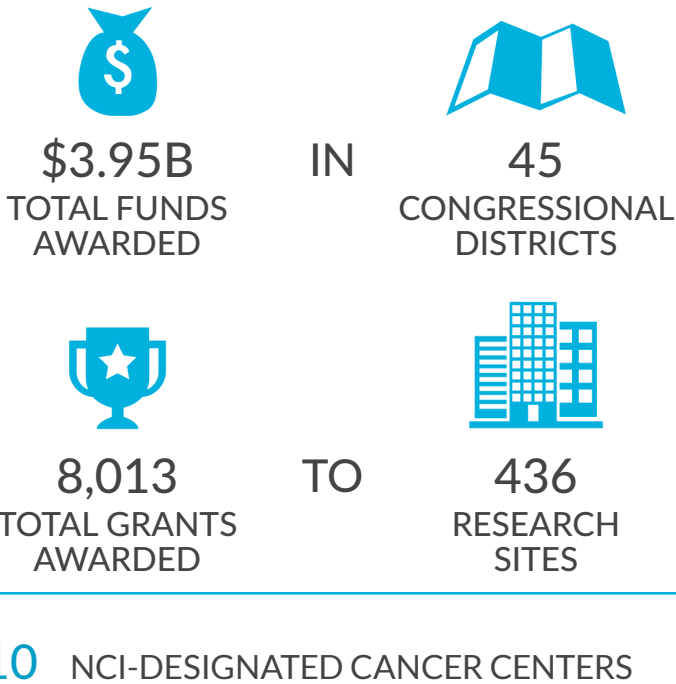 $
$3.95B IN 45
TOTAL FUNDS CONGRESSIONAL
AWARDED DISTRICTS
8,013 TO 436
TOTAL GRANTS RESEARCH
AWARDED SITES
10 NCI-DESIGNATED CANCER CENTERS